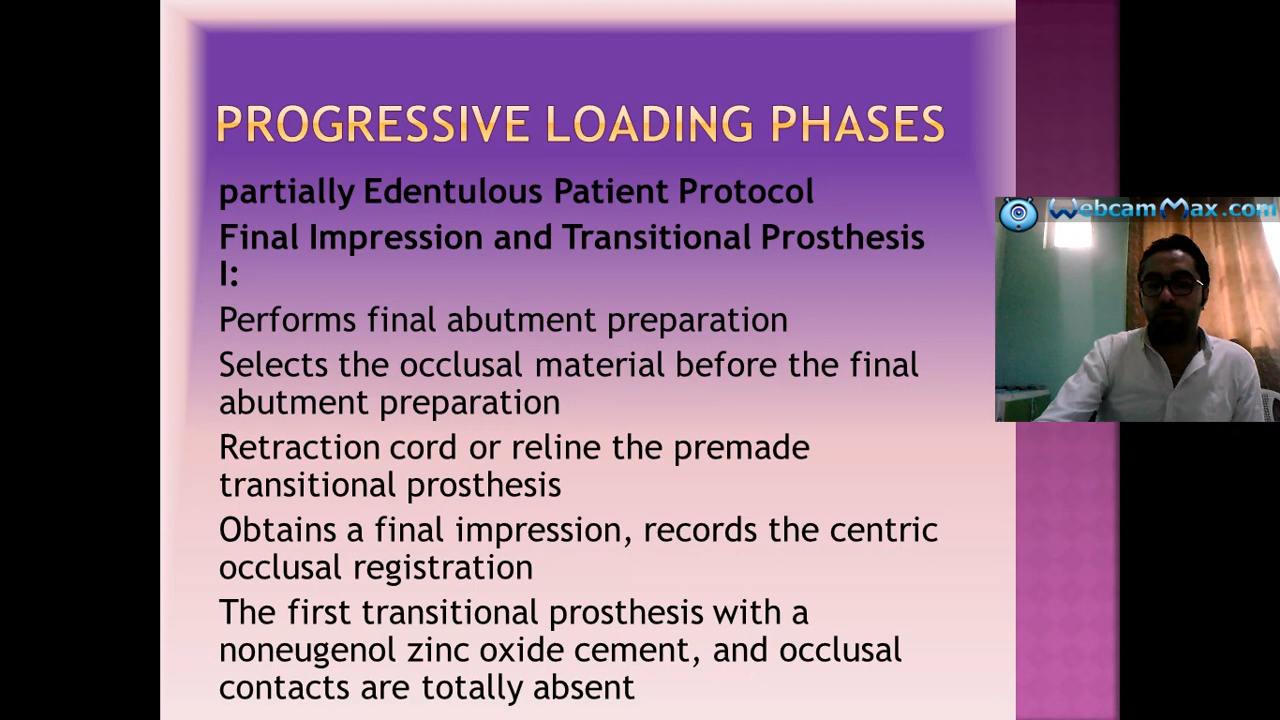 PROGRESSIVE LOADING PHASES
partially Edentulous Patient Protocol
Final Impression and Transitional Prosthesis
I:
Performs final abutment preparation
Selects the occlusal material before the final
abutment preparation
Retraction cord or reline the premade
transitional prosthesis
Obtains a final impression, records the centric
occlusal registration
The first transitional prosthesis with a
noneugenol zinc oxide cement, and occlusal
contacts are totally absent
WebcamMax.com